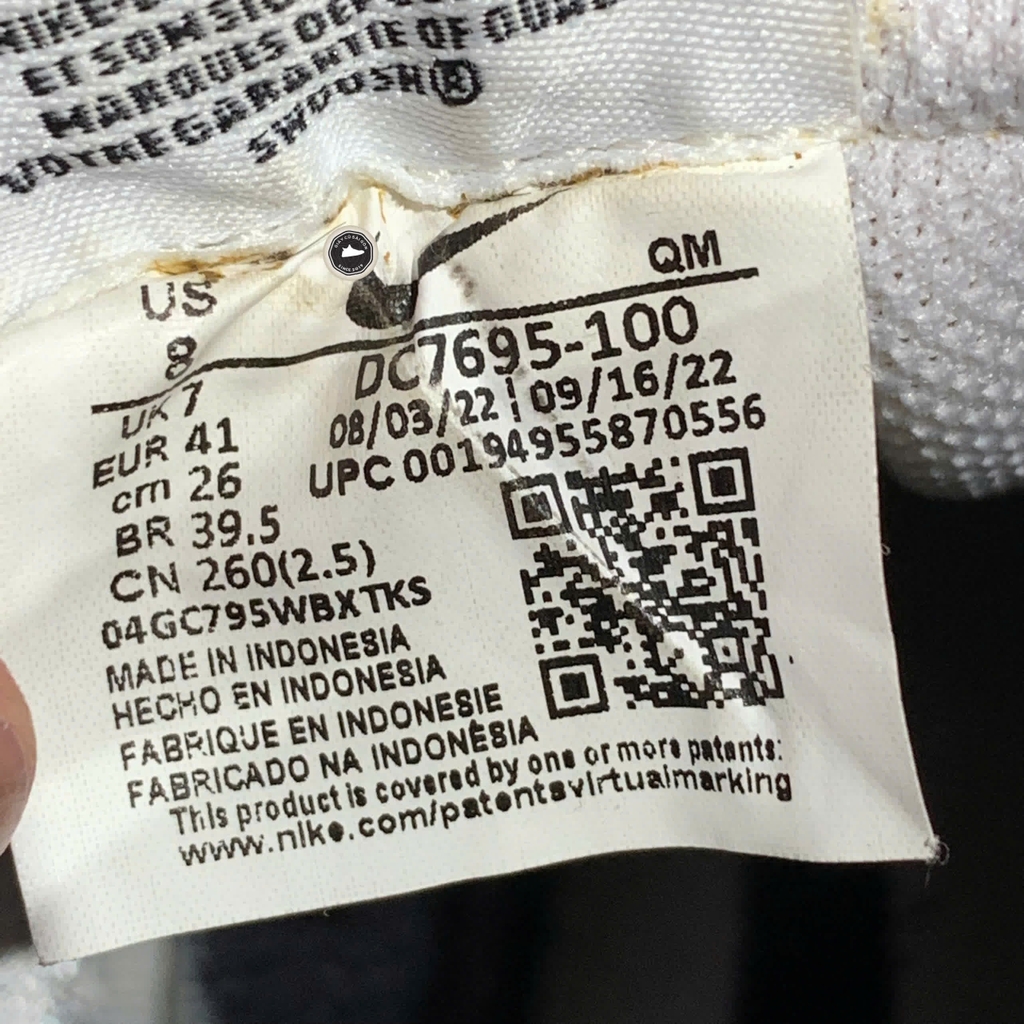 ET SON SI
MARQUES
VOTRE GARANTIE OF
SWOOSH®
QM
US
8
DC7695-100
UK 7
08/03/22 | 09/16/22
EUR 41
UPC 00194955870556
cm 26
BR 39.5
CN 260(2.5)
04GC795WBXTKS
MADE IN INDONESIA
HECHO EN INDONESIA
FABRIQUE EN INDONESIE
FABRICADO NA INDONÉSIA
This product is covered by one or more patents:
www.nike.com/patentsvirtualmarking